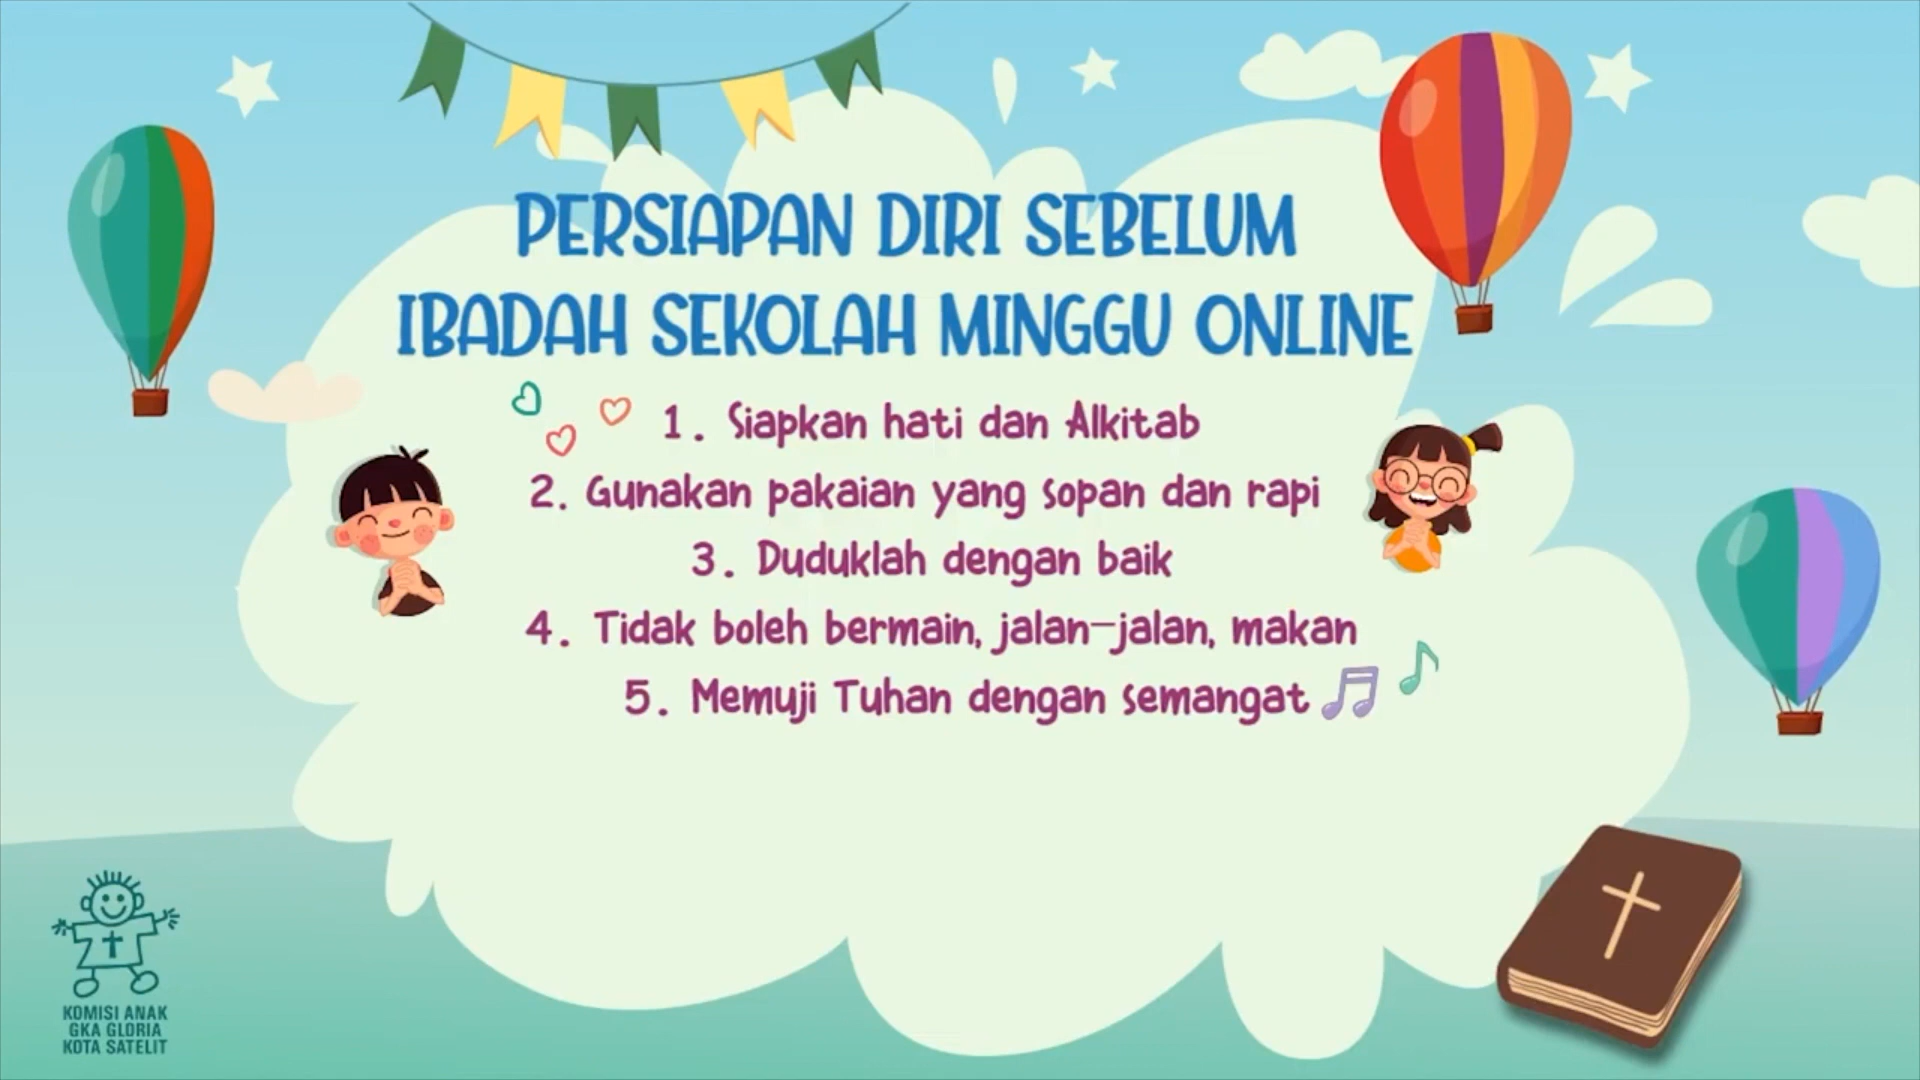 PERSIAPAN DIRI SEBELUM
IBADAH SEKOLAH MINGGU ONLINE
1. Siapkan hati dan Alkitab
2. Gunakan pakaian yang sopan dan rapi
3. Duduklah dengan baik
4. Tidak boleh bermain, jalan-jalan, makan
5. Memuji Tuhan dengan semangat
KOMISI ANAK
GKA GLORIA
KOTA SATELIT